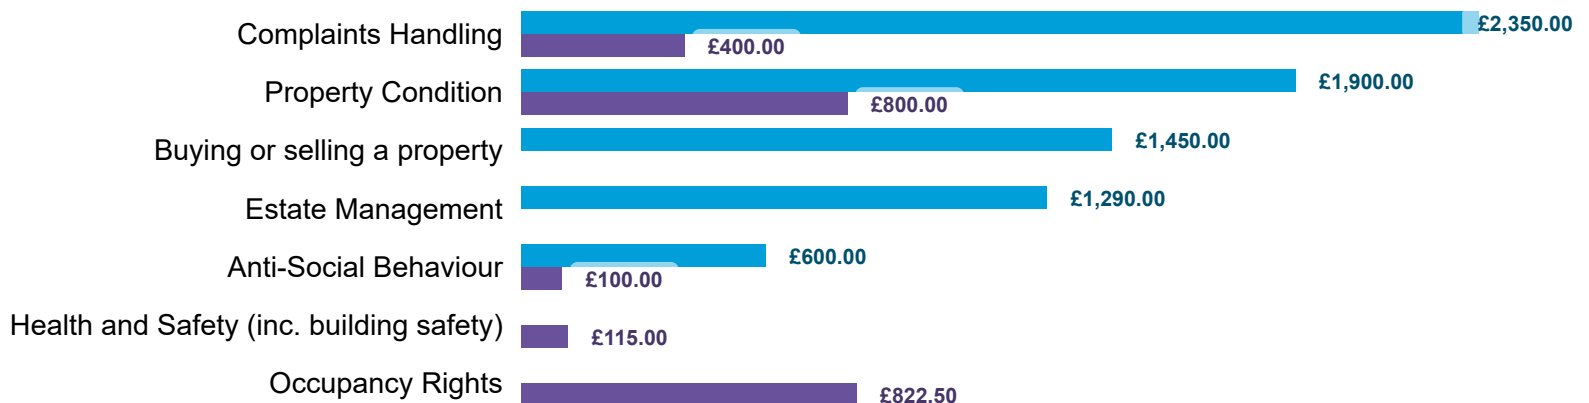 Complaints Handling
£2,350.00
£400.00
Property Condition
£1,900.00
£800.00
Buying or selling a property
£1,450.00
Estate Management
£1,290.00
Anti-Social Behaviour
£600.00
£100.00
Health and Safety (inc. building safety)
£115.00
Occupancy Rights
£822.50